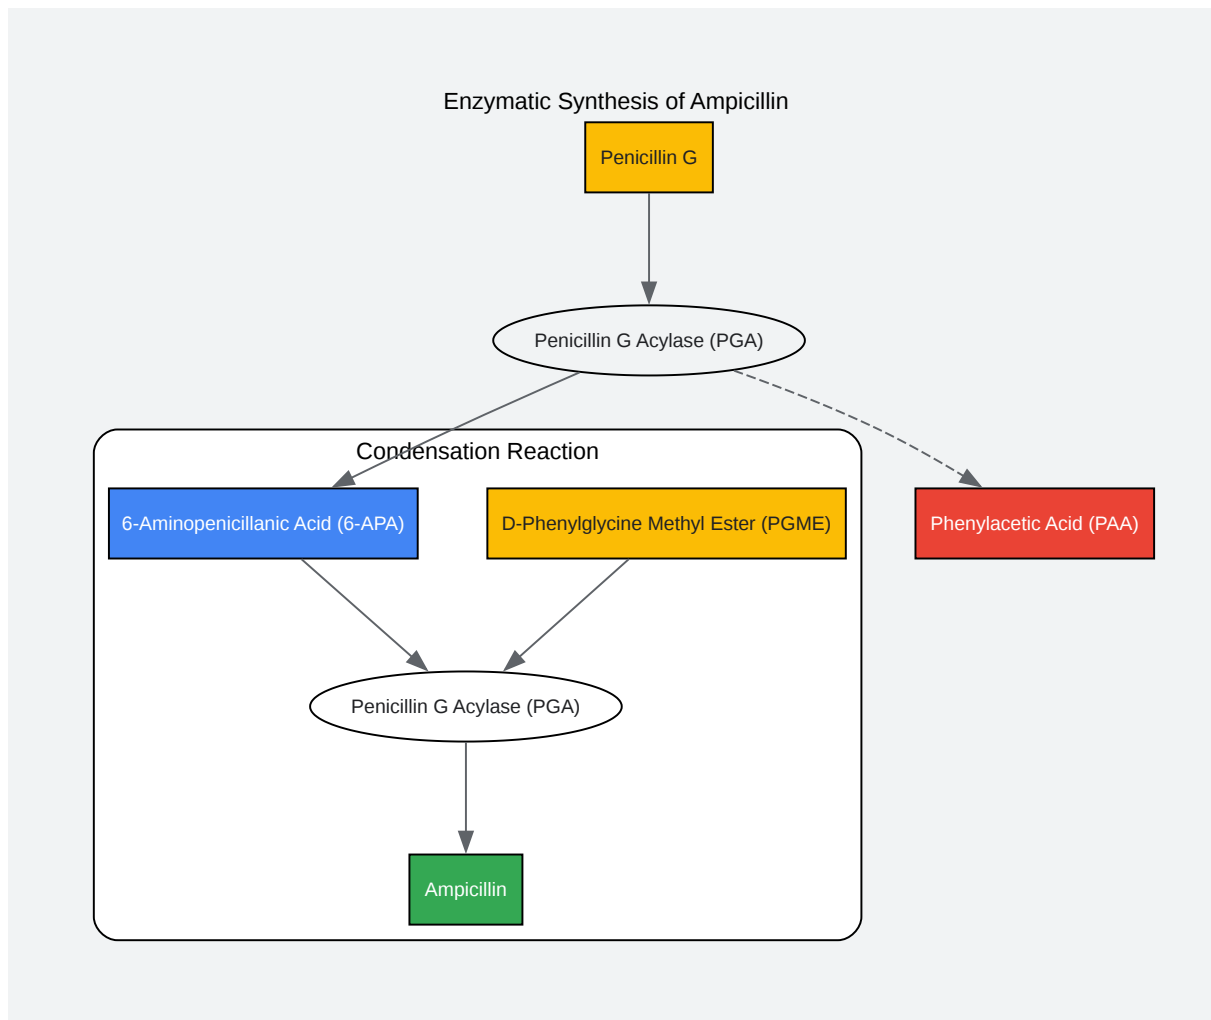 Enzymatic Synthesis of Ampicillin
Penicillin G
Penicillin G Acylase (PGA)
Condensation Reaction
6-Aminopenicillanic Acid (6-APA)
D-Phenylglycine Methyl Ester (PGME)
Phenylacetic Acid (PAA)
Penicillin G Acylase (PGA)
Ampicillin